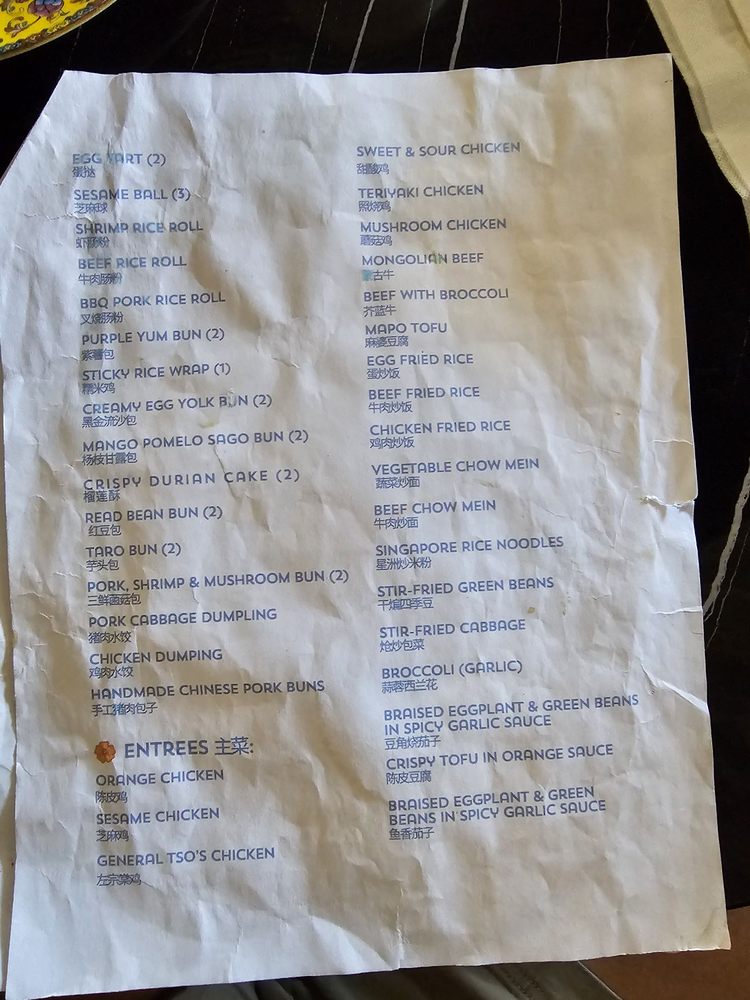 EGG TART (2)
蛋挞
SESAME BALL (3)
芝麻球
SHRIMP RICE ROLL
虾肠粉
BEEF RICE ROLL
牛肉肠粉
BBQ PORK RICE ROLL
叉烧肠粉
PURPLE YUM BUN (2)
紫薯包
STICKY RICE WRAP (1)
糯米鸡
CREAMY EGG YOLK BUN (2)
黑金流沙包
MANGO POMELO SAGO BUN (2)
杨枝甘露包
CRISPY DURIAN CAKE (2)
榴莲酥
READ BEAN BUN (2)
红豆包
TARO BUN (2)
芋头包
PORK, SHRIMP & MUSHROOM BUN (2)
三鲜菌菇包
PORK CABBAGE DUMPLING
猪肉水饺
CHICKEN DUMPING
鸡肉水饺
HANDMADE CHINESE PORK BUNS
手工猪肉包子
ENTREES 主菜:
ORANGE CHICKEN
陈皮鸡
SESAME CHICKEN
芝麻鸡
GENERAL TSO'S CHICKEN
左宗棠鸡
SWEET & SOUR CHICKEN
甜酸鸡
TERIYAKI CHICKEN
照烧鸡
MUSHROOM CHICKEN
蘑菇鸡
MONGOLIAN BEEF
蒙古牛
BEEF WITH BROCCOLI
芥蓝牛
MAPO TOFU
麻婆豆腐
EGG FRIED RICE
蛋炒饭
BEEF FRIED RICE
牛肉炒饭
CHICKEN FRIED RICE
鸡肉炒饭
VEGETABLE CHOW MEIN
蔬菜炒面
BEEF CHOW MEIN
牛肉炒面
SINGAPORE RICE NOODLES
星洲炒米粉
STIR-FRIED GREEN BEANS
干煸四季豆
STIR-FRIED CABBAGE
炝炒包菜
BROCCOLI (GARLIC)
蒜蓉西兰花
BRAISED EGGPLANT & GREEN BEANS
IN SPICY GARLIC SAUCE
豆角烧茄子
CRISPY TOFU IN ORANGE SAUCE
陈皮豆腐
BRAISED EGGPLANT & GREEN
BEANS IN SPICY GARLIC SAUCE
鱼香茄子